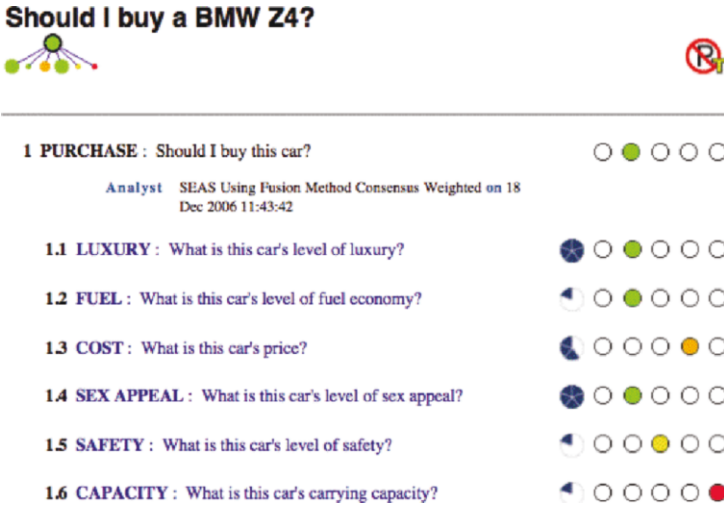 Should I buy a BMW Z4?
R
T
1 PURCHASE : Should I buy this car?
Analyst SEAS Using Fusion Method Consensus Weighted on 18
Dec 2006 11:43:42
1.1 LUXURY : What is this car's level of luxury?
1.2 FUEL : What is this car's level of fuel economy?
1.3 COST : What is this car's price?
1.4 SEX APPEAL : What is this car's level of sex appeal?
1.5 SAFETY : What is this car's level of safety?
1.6 CAPACITY : What is this car's carrying capacity?